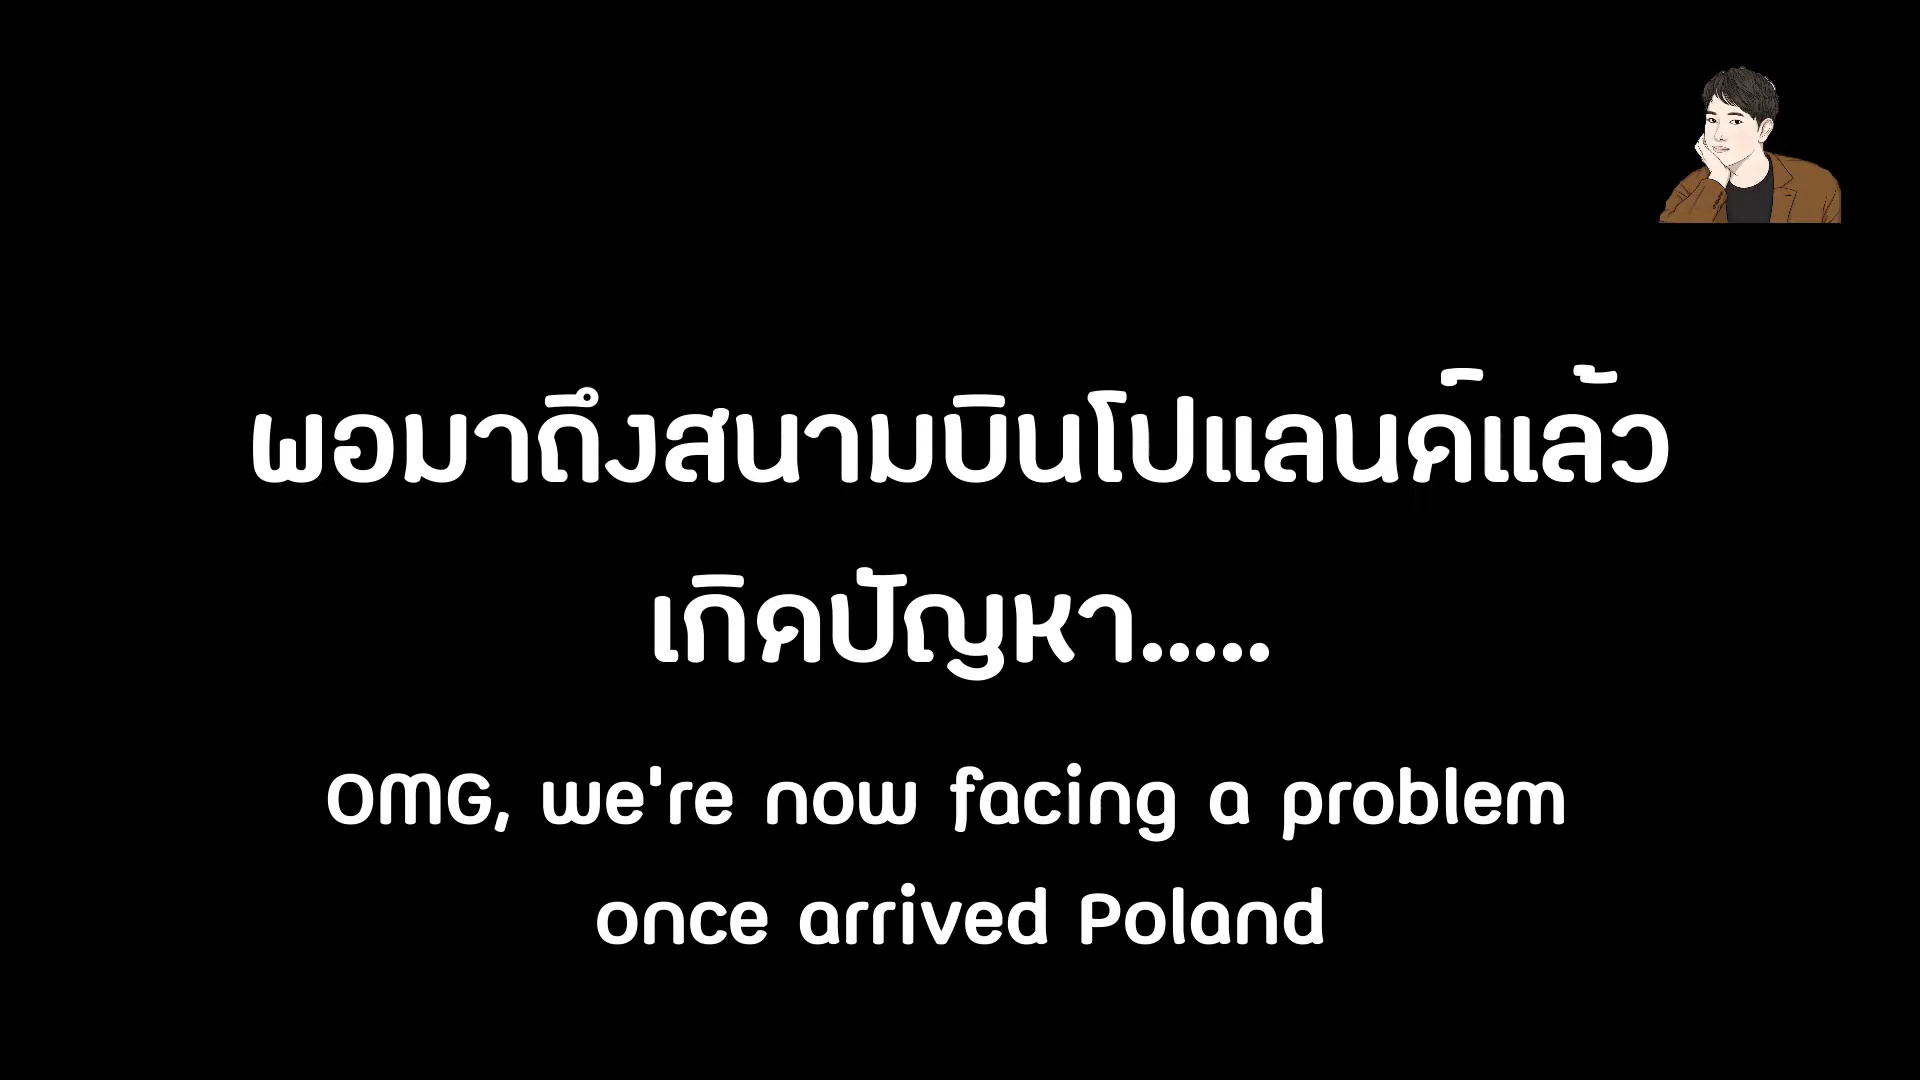 พอมาถึงสนามบินโปแลนด์แล้ว
เกิดปัญหา.....
OMG, we're now facing a problem
once arrived Poland